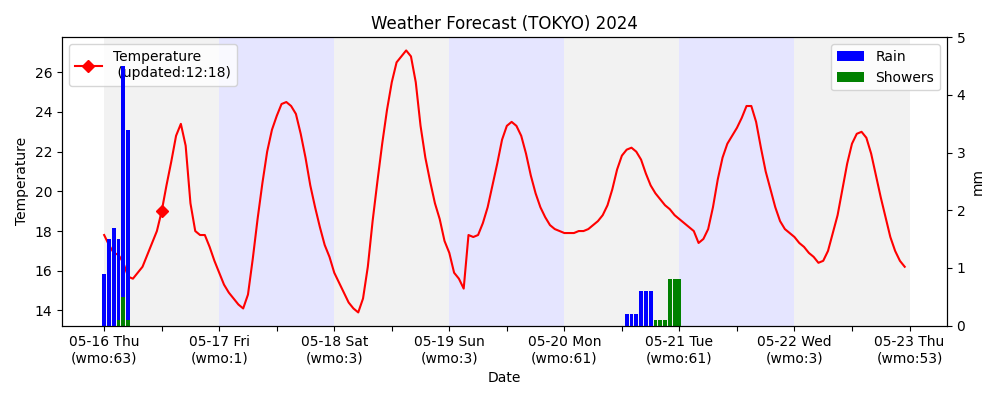 Weather Forecast (TOKYO) 2024
Temperature
(updated:12:18)
Rain
Showers
Temperature
26
24
22
20
18
16
14
5
4
3
2
1
0
mm
05-16 Thu 05-17 Fri 05-18 Sat 05-19 Sun 05-20 Mon 05-21 Tue 05-22 Wed 05-23 Thu
(wmo:63) (wmo:1) (wmo:3) (wmo:3) (wmo:61) (wmo:61) (wmo:3) (wmo:53)
Date